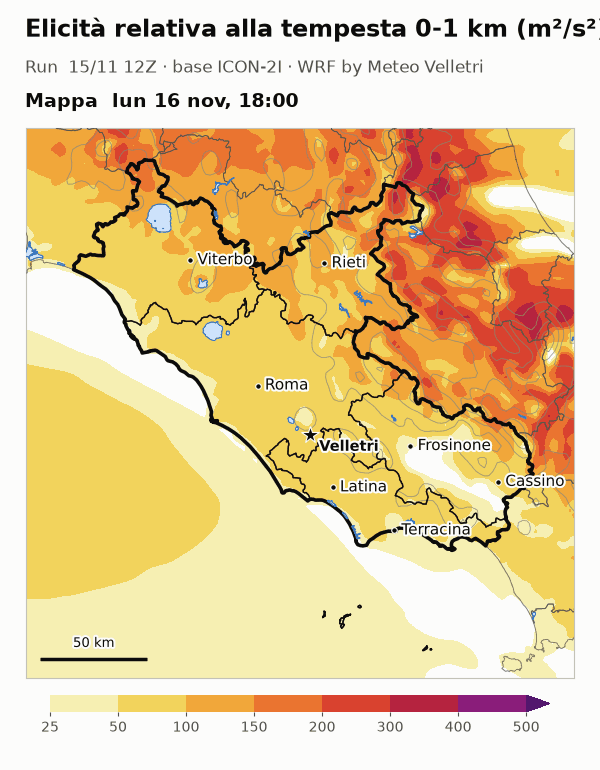 Elicità relativa alla tempesta 0-1 km (m²/s²)
Run  15/11 12Z · base ICON-2I · WRF by Meteo Velletri
Mappa  lun 16 nov, 18:00
Viterbo
Rieti
Roma
Velletri
Frosinone
Cassino
Latina
Terracina
50 km
25 50 100 150 200 300 400 500